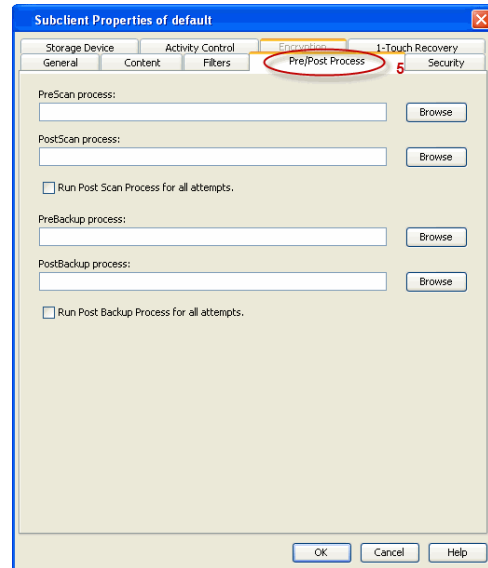 Subclient Properties of default
Storage Device Activity Control Encryption 1-Touch Recovery
General Content Filters Pre/Post Process 5 Security
PreScan process:
Browse
PostScan process:
Browse
Run Post Scan Process for all attempts.
PreBackup process:
Browse
PostBackup process:
Browse
Run Post Backup Process for all attempts.
OK Cancel Help